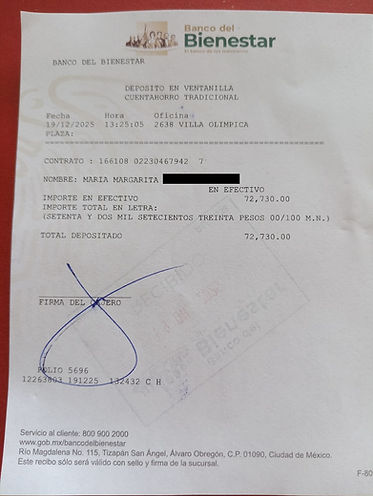 Banco del
Bienestar
BANCO DEL BIENESTAR
DEPOSITO EN VENTANILLA
CUENTAHORRO TRADICIONAL
Fecha Hora Oficina
19/12/2025 13:25:05 2638 VILLA OLIMPICA
PLAZA:
CONTRATO : 166108 02230467942 7
NOMBRE: MARIA MARGARITA
EN EFECTIVO
IMPORTE EN EFECTIVO 72,730.00
IMPORTE TOTAL EN LETRA:
(SETENTA Y DOS MIL SETECIENTOS TREINTA PESOS 00/100 M.N.)
TOTAL DEPOSITADO 72,730.00
RECIBIDO
Bienestar
Banco del
FIRMA DEL CAJERO
FOLIO 5696
12263803 191225 132432 C H
Servicio al cliente: 800 900 2000
www.gob.mx/bancodelbienestar
Río Magdalena No. 115, Tizapán San Ángel, Álvaro Obregón, C.P. 01090, Ciudad de México.
Este recibo sólo será válido con sello y firma de la sucursal.
F-80